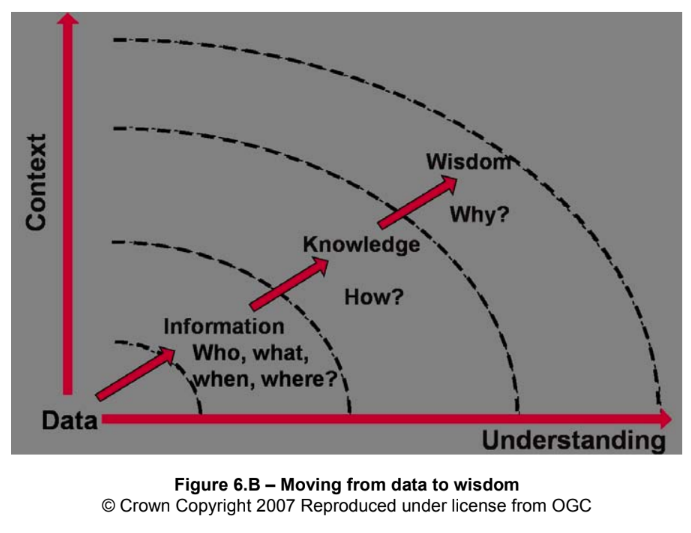 Context
Wisdom
Why?
Knowledge
How?
Information
Who, what,
when, where?
Data
Understanding
Figure 6.B – Moving from data to wisdom
© Crown Copyright 2007 Reproduced under license from OGC